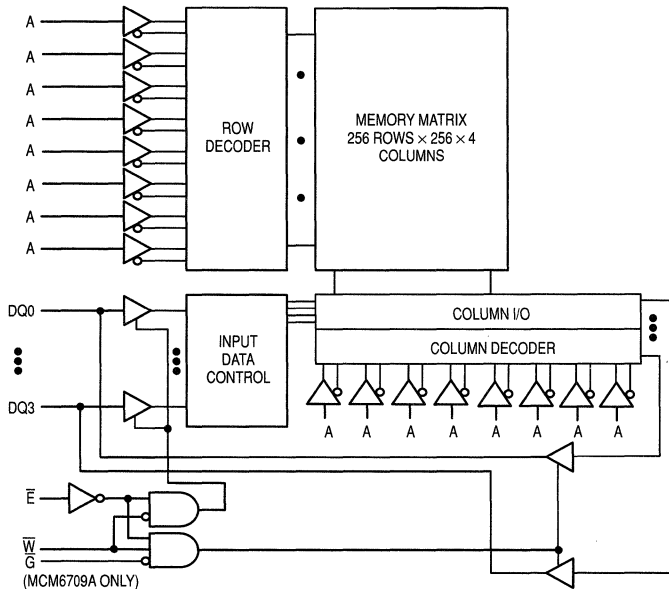 A
A
A
A
A
A
A
A
ROW
DECODER
MEMORY MATRIX
256 ROWS × 256 × 4
COLUMNS
DQ0
DQ3
INPUT
DATA
CONTROL
COLUMN I/O
COLUMN DECODER
A A A A A A A A
E̅
W̅
G̅
(MCM6709A ONLY)